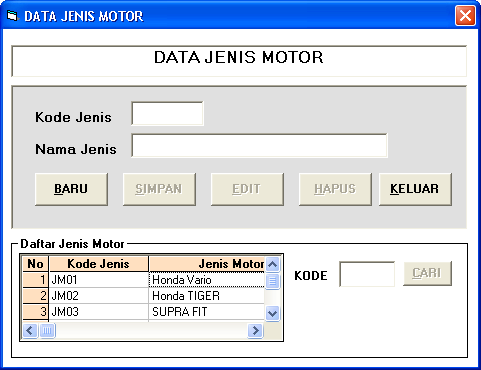 DATA JENIS MOTOR
DATA JENIS MOTOR
Kode Jenis
Nama Jenis
BARU SIMPAN EDIT HAPUS KELUAR
Daftar Jenis Motor
No Kode Jenis Jenis Motor
1 JM01 Honda Vario
2 JM02 Honda TIGER
3 JM03 SUPRA FIT
KODE CARI